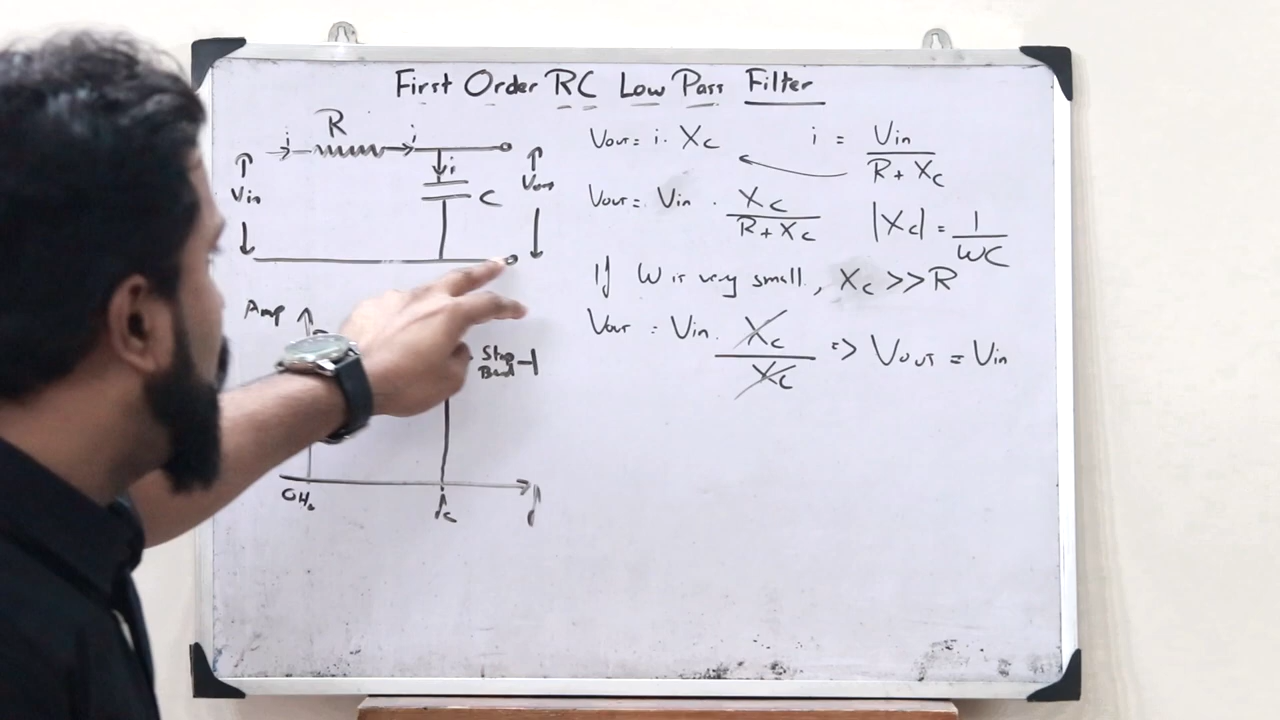 First Order RC Low Pass Filter
R
i
i
i
Vin
C
Vout
Vout = i. Xc
i = Vin / R + Xc
Vout = Vin . Xc / R + Xc
|Xc| = 1 / WC
If W is very small, Xc >> R
Vout = Vin . Xc / Xc => VOUT = Vin
Amp
Stop
Band
OHz
fc
f